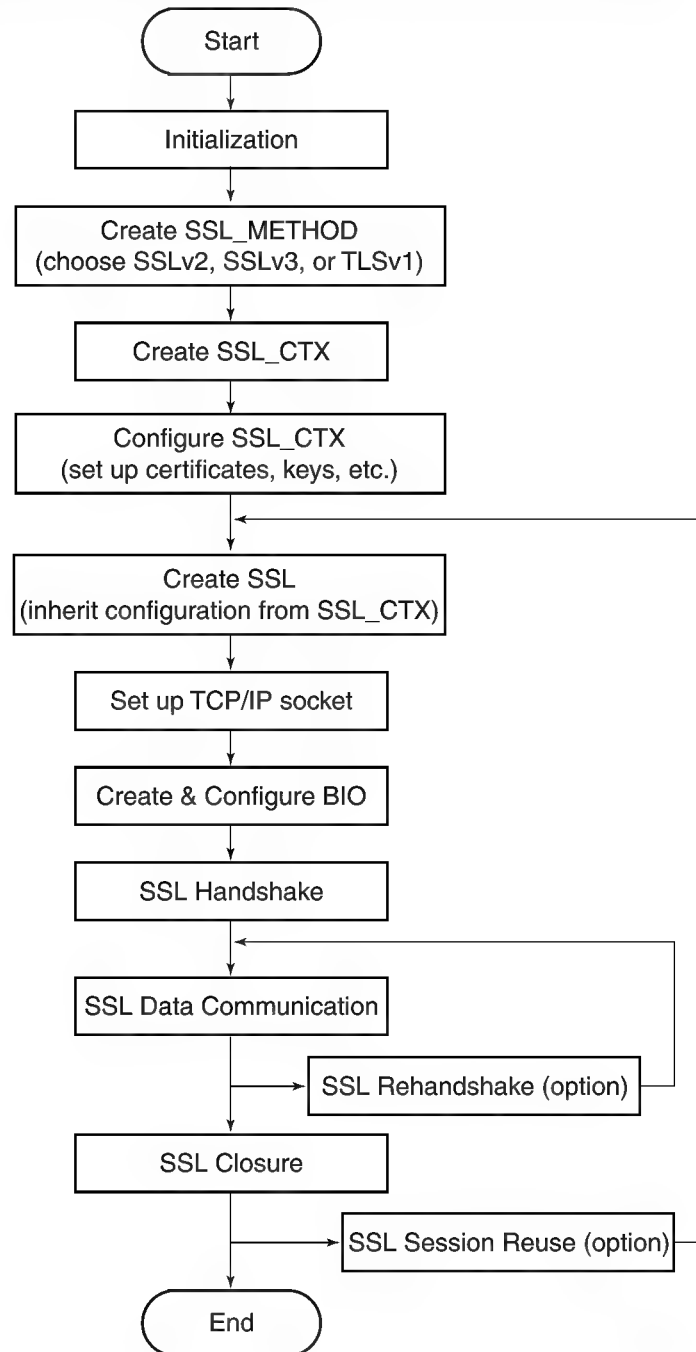 Start
Initialization
Create SSL_METHOD
(choose SSLv2, SSLv3, or TLSv1)
Create SSL_CTX
Configure SSL_CTX
(set up certificates, keys, etc.)
Create SSL
(inherit configuration from SSL_CTX)
Set up TCP/IP socket
Create & Configure BIO
SSL Handshake
SSL Data Communication
SSL Rehandshake (option)
SSL Closure
SSL Session Reuse (option)
End